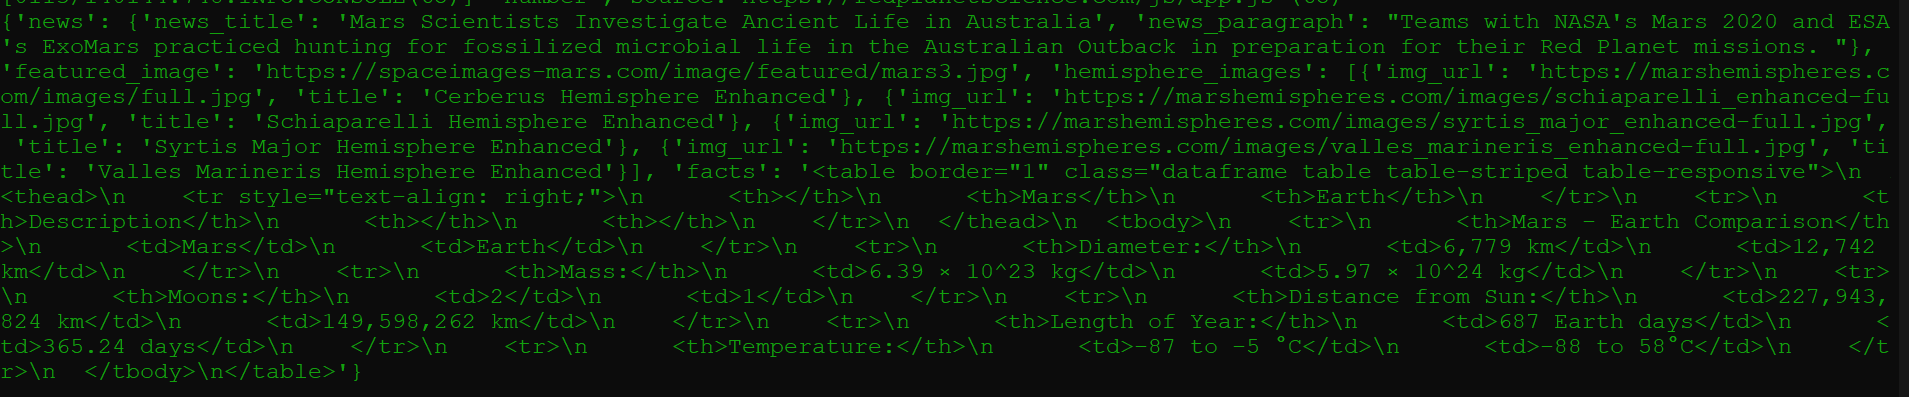 {'news': {'news_title': 'Mars Scientists Investigate Ancient Life in Australia', 'news_paragraph': "Teams with NASA's Mars 2020 and ESA
's ExoMars practiced hunting for fossilized microbial life in the Australian Outback in preparation for their Red Planet missions. "},
'featured_image': 'https://spaceimages-mars.com/image/featured/mars3.jpg', 'hemisphere_images': [{'img_url': 'https://marshemispheres.c
om/images/full.jpg', 'title': 'Cerberus Hemisphere Enhanced'}, {'img_url': 'https://marshemispheres.com/images/schiaparelli_enhanced-fu
ll.jpg', 'title': 'Schiaparelli Hemisphere Enhanced'}, {'img_url': 'https://marshemispheres.com/images/syrtis_major_enhanced-full.jpg',
 'title': 'Syrtis Major Hemisphere Enhanced'}, {'img_url': 'https://marshemispheres.com/images/valles_marineris_enhanced-full.jpg', 'ti
tle': 'Valles Marineris Hemisphere Enhanced'}], 'facts': '<table border="1" class="dataframe table table-striped table-responsive">\n
<thead>\n    <tr style="text-align: right;">\n      <th></th>\n      <th>Mars</th>\n      <th>Earth</th>\n    </tr>\n    <tr>\n      <t
h>Description</th>\n      <th></th>\n      <th></th>\n    </tr>\n  </thead>\n  <tbody>\n    <tr>\n      <th>Mars - Earth Comparison</th
>\n      <td>Mars</td>\n      <td>Earth</td>\n    </tr>\n    <tr>\n      <th>Diameter:</th>\n      <td>6,779 km</td>\n      <td>12,742
km</td>\n    </tr>\n    <tr>\n      <th>Mass:</th>\n      <td>6.39 × 10^23 kg</td>\n      <td>5.97 × 10^24 kg</td>\n    </tr>\n    <tr>
\n      <th>Moons:</th>\n      <td>2</td>\n      <td>1</td>\n    </tr>\n    <tr>\n      <th>Distance from Sun:</th>\n      <td>227,943,
824 km</td>\n      <td>149,598,262 km</td>\n    </tr>\n    <tr>\n      <th>Length of Year:</th>\n      <td>687 Earth days</td>\n      <
td>365.24 days</td>\n    </tr>\n    <tr>\n      <th>Temperature:</th>\n      <td>-87 to -5 °C</td>\n      <td>-88 to 58°C</td>\n    </t
r>\n  </tbody>\n</table>'}